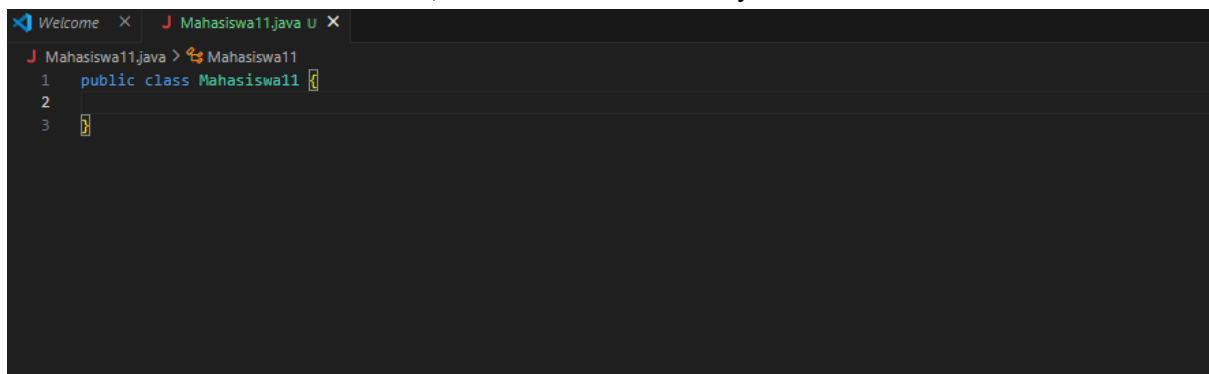 Welcome × J Mahasiswa11.java U ×
J Mahasiswa11.java > Mahasiswa11
1 public class Mahasiswa11 {
2
3 }